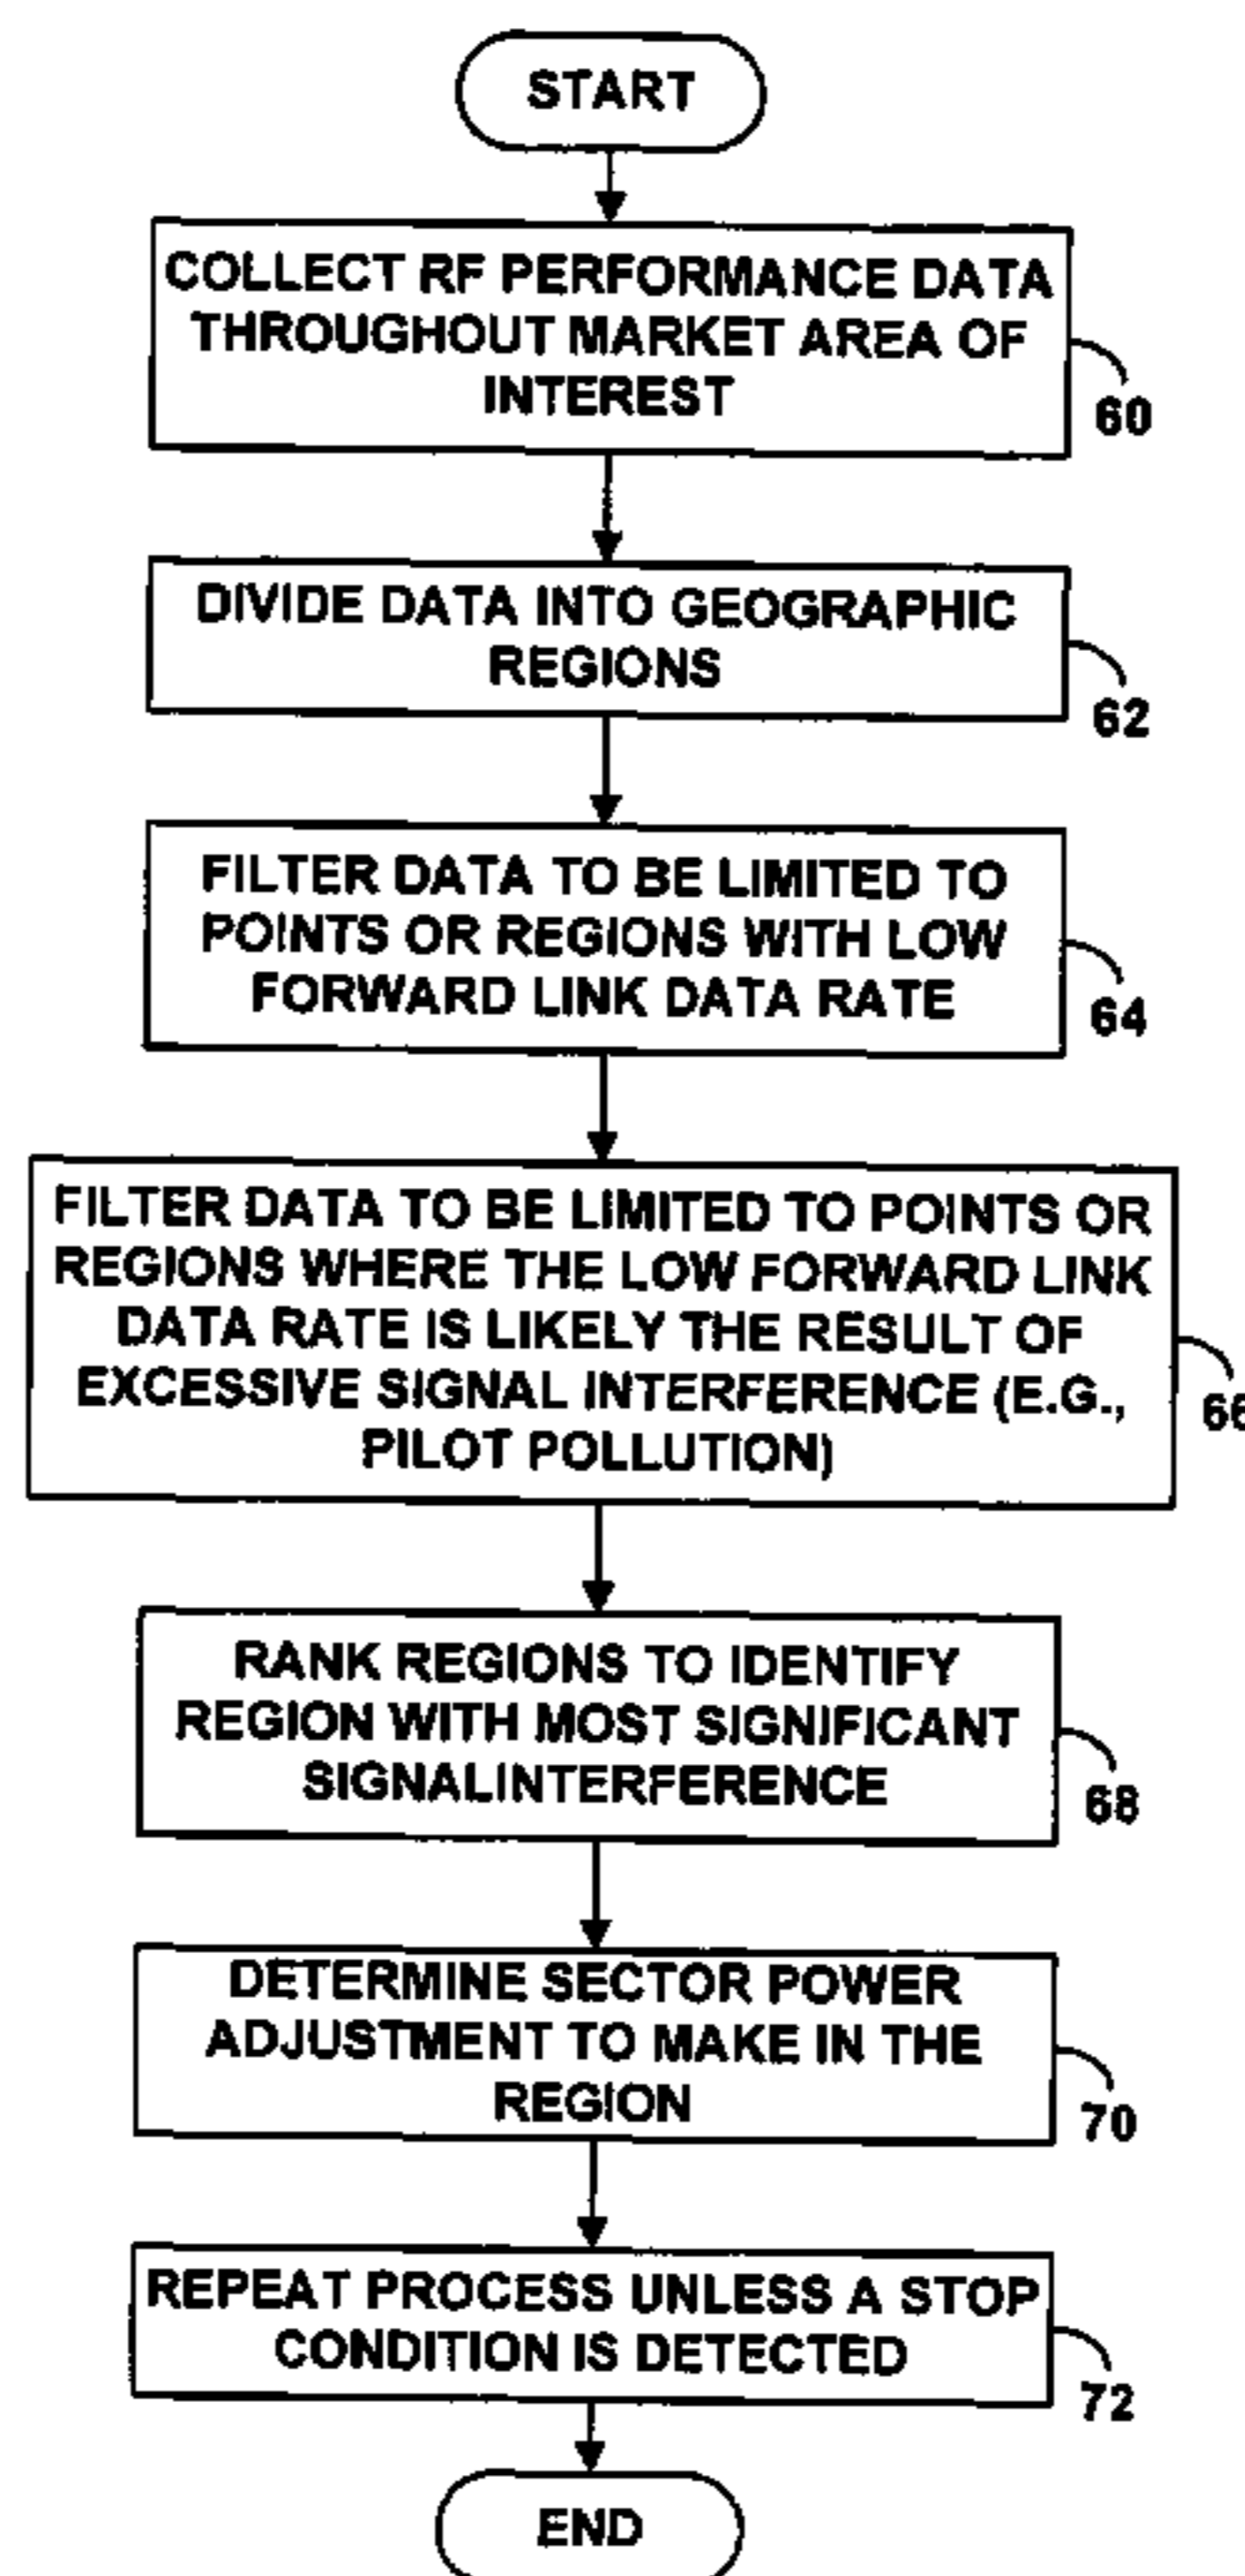 START
COLLECT RF PERFORMANCE DATA
THROUGHOUT MARKET AREA OF
INTEREST
60
DIVIDE DATA INTO GEOGRAPHIC
REGIONS
62
FILTER DATA TO BE LIMITED TO
POINTS OR REGIONS WITH LOW
FORWARD LINK DATA RATE
64
FILTER DATA TO BE LIMITED TO POINTS OR
REGIONS WHERE THE LOW FORWARD LINK
DATA RATE IS LIKELY THE RESULT OF
EXCESSIVE SIGNAL INTERFERENCE (E.G.,
PILOT POLLUTION)
66
RANK REGIONS TO IDENTIFY
REGION WITH MOST SIGNIFICANT
SIGNALINTERFERENCE
68
DETERMINE SECTOR POWER
ADJUSTMENT TO MAKE IN THE
REGION
70
REPEAT PROCESS UNLESS A STOP
CONDITION IS DETECTED
72
END